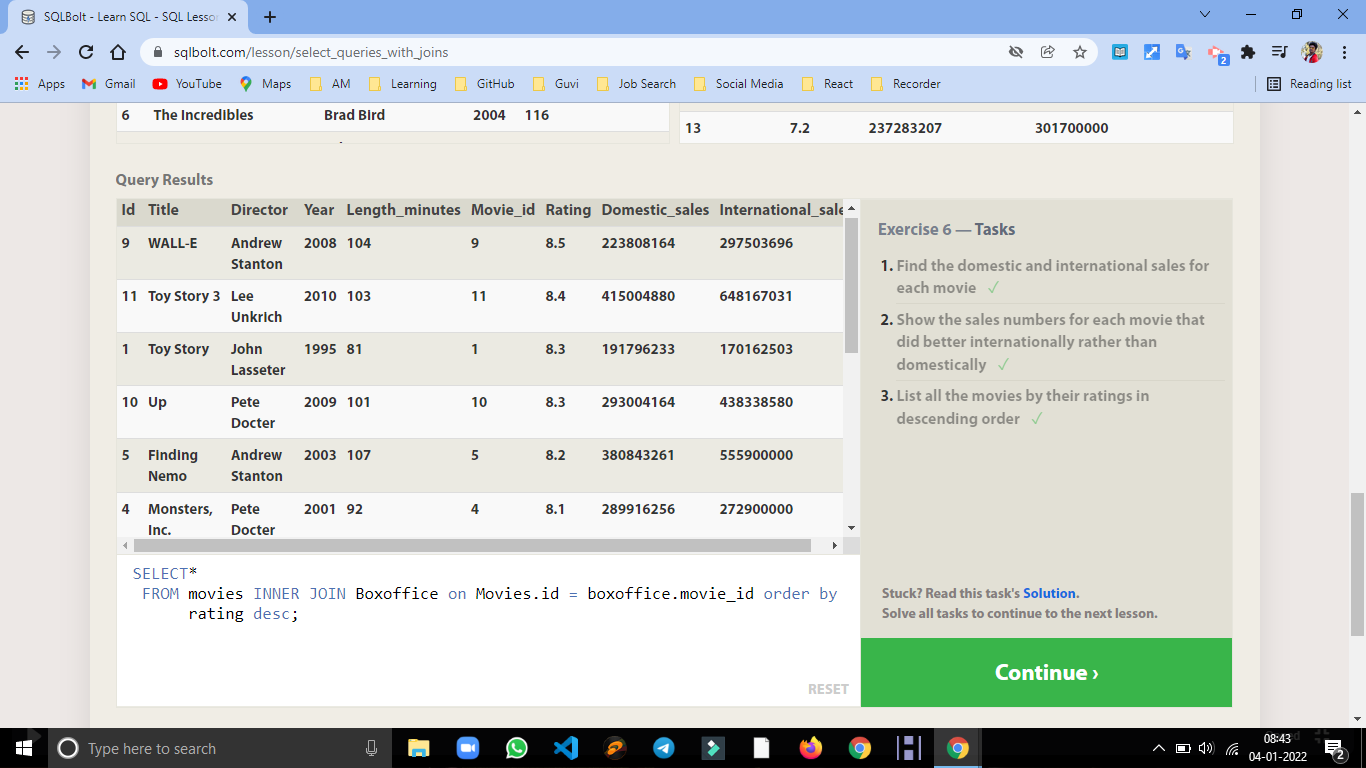 SQLBolt - Learn SQL - SQL Lesson
sqlbolt.com/lesson/select_queries_with_joins
2
Apps Gmail YouTube Maps AM Learning GitHub Guvi Job Search Social Media React Recorder Reading list
6 The Incredibles Brad Bird 2004 116
13 7.2 237283207 301700000
Query Results
Id Title Director Year Length_minutes Movie_id Rating Domestic_sales International_sale
9 WALL-E Andrew 2008 104 9 8.5 223808164 297503696
Stanton
11 Toy Story 3 Lee 2010 103 11 8.4 415004880 648167031
Unkrich
1 Toy Story John 1995 81 1 8.3 191796233 170162503
Lasseter
10 Up Pete 2009 101 10 8.3 293004164 438338580
Docter
5 Finding Andrew 2003 107 5 8.2 380843261 555900000
Nemo Stanton
4 Monsters, Pete 2001 92 4 8.1 289916256 272900000
Inc. Docter
SELECT*
FROM movies INNER JOIN Boxoffice on Movies.id = boxoffice.movie_id order by
rating desc;
RESET
Exercise 6 — Tasks
1. Find the domestic and international sales for
each movie ✓
2. Show the sales numbers for each movie that
did better internationally rather than
domestically ✓
3. List all the movies by their ratings in
descending order ✓
Stuck? Read this task's Solution.
Solve all tasks to continue to the next lesson.
Continue ›
Type here to search
08:43
04-01-2022
2